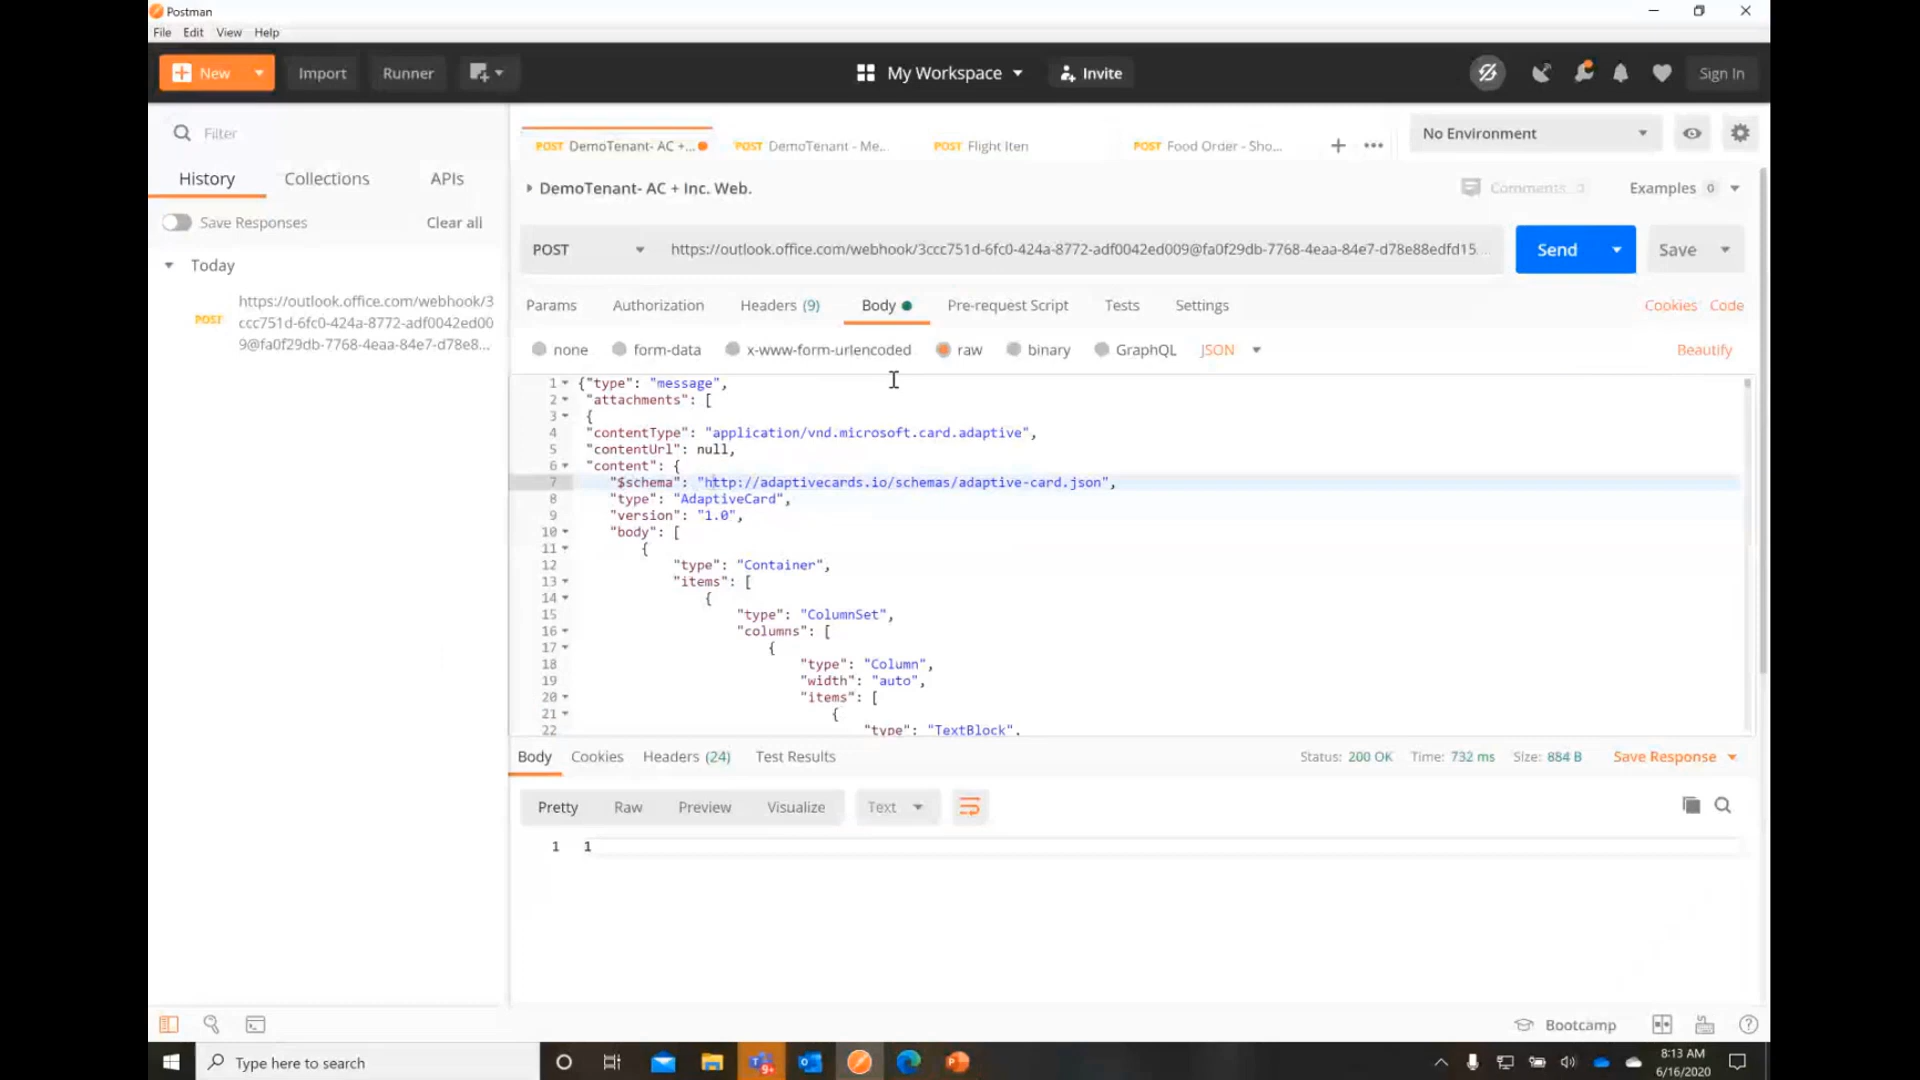 Postman
File Edit View Help
New Import Runner My Workspace Invite Sign In
Filter
History Collections APIs
Save Responses Clear all
Today
POST https://outlook.office.com/webhook/3
ccc751d-6fc0-424a-8772-adf0042ed00
9@fa0f29db-7768-4eaa-84e7-d78e8...
POST DemoTenant- AC +... POST DemoTenant - Me... POST Flight Iten POST Food Order - Sho... No Environment
DemoTenant- AC + Inc. Web. Comments 0 Examples 0
POST https://outlook.office.com/webhook/3ccc751d-6fc0-424a-8772-adf0042ed009@fa0f29db-7768-4eaa-84e7-d78e88edfd15... Send Save
Params Authorization Headers (9) Body Pre-request Script Tests Settings Cookies Code
none form-data x-www-form-urlencoded raw binary GraphQL JSON Beautify
1 {"type": "message",
2 "attachments": [
3 {
4 "contentType": "application/vnd.microsoft.card.adaptive",
5 "contentUrl": null,
6 "content": {
7 "$schema": "http://adaptivecards.io/schemas/adaptive-card.json",
8 "type": "AdaptiveCard",
9 "version": "1.0",
10 "body": [
11 {
12 "type": "Container",
13 "items": [
14 {
15 "type": "ColumnSet",
16 "columns": [
17 {
18 "type": "Column",
19 "width": "auto",
20 "items": [
21 {
22 "type": "TextBlock",
Body Cookies Headers (24) Test Results Status: 200 OK Time: 732 ms Size: 884 B Save Response
Pretty Raw Preview Visualize Text
1 1
Bootcamp
Type here to search
9+
8:13 AM
6/16/2020